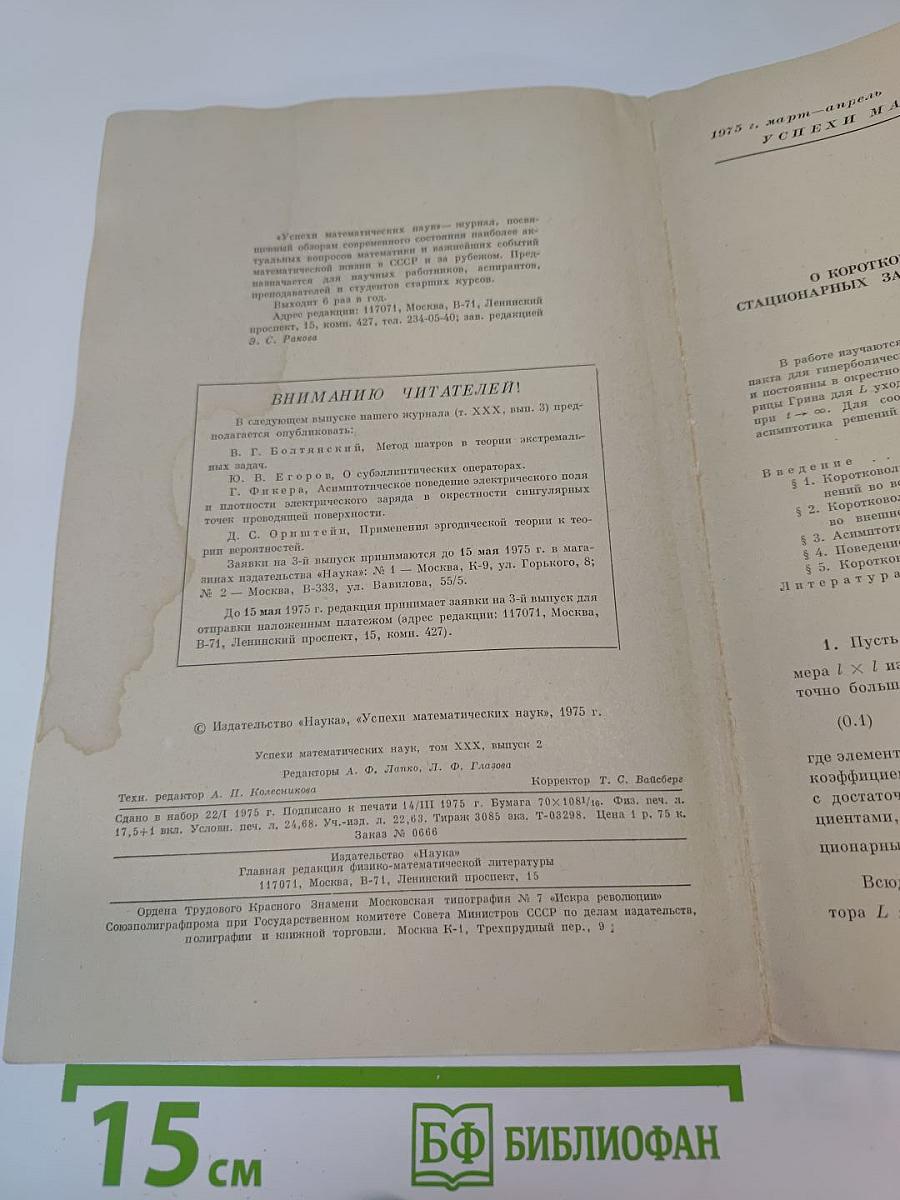 «Успехи математических наук»— журнал, посвя-
щенный обзорам современного состояния наиболее ак-
туальных вопросов математики и важнейших событий
математической жизни в СССР и за рубежом. Пред-
назначается для научных работников, аспирантов,
преподавателей и студентов старших курсов.
Выходит 6 раз в год.
Адрес редакции: 117071, Москва, В-71, Ленинский
проспект, 15, комн. 427, тел. 234-05-40; зав. редакцией
Э. С. Ракова
ВНИМАНИЮ ЧИТАТЕЛЕЙ!
В следующем выпуске нашего журнала (т. XXX, вып. 3) пред-
полагается опубликовать:
В. Г. Болтянский, Метод шатров в теории экстремаль-
ных задач.
Ю. В. Егоров, О субэллиптических операторах.
Г. Фикера, Асимптотическое поведение электрического поля
и плотности электрического заряда в окрестности сингулярных
точек проводящей поверхности.
Д. С. Орнштейн, Применения эргодической теории к тео-
рии вероятностей.
Заявки на 3-й выпуск принимаются до 15 мая 1975 г. в мага-
зинах издательства «Наука»: № 1 — Москва, К-9, ул. Горького, 8;
№ 2 — Москва, В-333, ул. Вавилова, 55/5.
До 15 мая 1975 г. редакция принимает заявки на 3-й выпуск для
отправки наложенным платежом (адрес редакции: 117071, Москва,
В-71, Ленинский проспект, 15, комн. 427).
© Издательство «Наука», «Успехи математических наук», 1975 г.
Успехи математических наук, том XXX, выпуск 2
Редакторы А. Ф. Лапко, Л. Ф. Глазова
Техн. редактор А. П. Колесникова Корректор Т. С. Вайсберг
Сдано в набор 22/I 1975 г. Подписано к печати 14/III 1975 г. Бумага 70×108¹/₁₆. Физ. печ. л.
17,5+1 вкл. Условн. печ. л. 24,68. Уч.-изд. л. 22,63. Тираж 3085 экз. Т-03298. Цена 1 р. 75 к.
Заказ № 0666
Издательство «Наука»
Главная редакция физико-математической литературы
117071, Москва, В-71, Ленинский проспект, 15
Ордена Трудового Красного Знамени Московская типография № 7 «Искра революции»
Союзполиграфпрома при Государственном комитете Совета Министров СССР по делам издательств,
полиграфии и книжной торговли. Москва К-1, Трехпрудный пер., 9
1975 г. март—апрель
УСПЕХИ МА
О КОРОТКО
СТАЦИОНАРНЫХ ЗА
В работе изучаются
пакта для гиперболичес
и постоянны в окрестно
рицы Грина для L уход
при t → ∞. Для соо
асимптотика решений
Введение . .
§ 1. Коротковол
нений во вс
§ 2. Коротковол
во внешн
§ 3. Асимптоти
§ 4. Поведени
§ 5. Коротков
Литература
1. Пусть
мера l × l из
точно больш
(0.1)
где элемент
коэффициен
с достаточ
циентами,
ционарны
Всюд
тора L
15 см
БФ БИБЛИОФАН